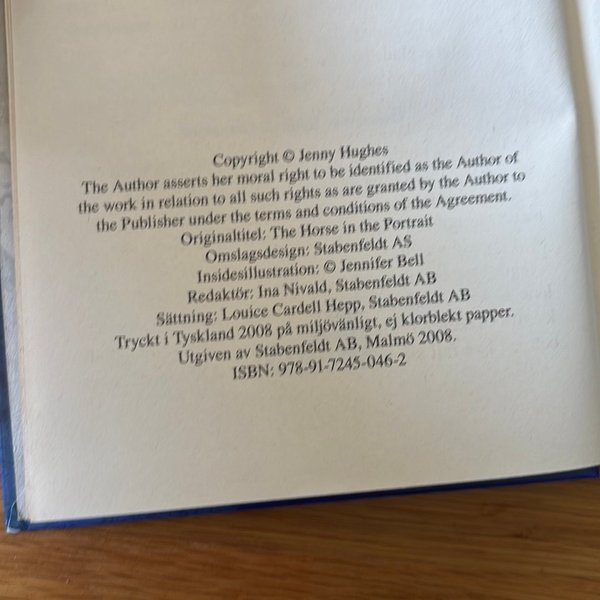 Copyright © Jenny Hughes
The Author asserts her moral right to be identified as the Author of
the work in relation to all such rights as are granted by the Author to
the Publisher under the terms and conditions of the Agreement.
Originaltitel: The Horse in the Portrait
Omslagsdesign: Stabenfeldt AS
Insidesillustration: © Jennifer Bell
Redaktör: Ina Nivald, Stabenfeldt AB
Sättning: Louice Cardell Hepp, Stabenfeldt AB
Tryckt i Tyskland 2008 på miljövänligt, ej klorblekt papper.
Utgiven av Stabenfeldt AB, Malmö 2008.
ISBN: 978-91-7245-046-2